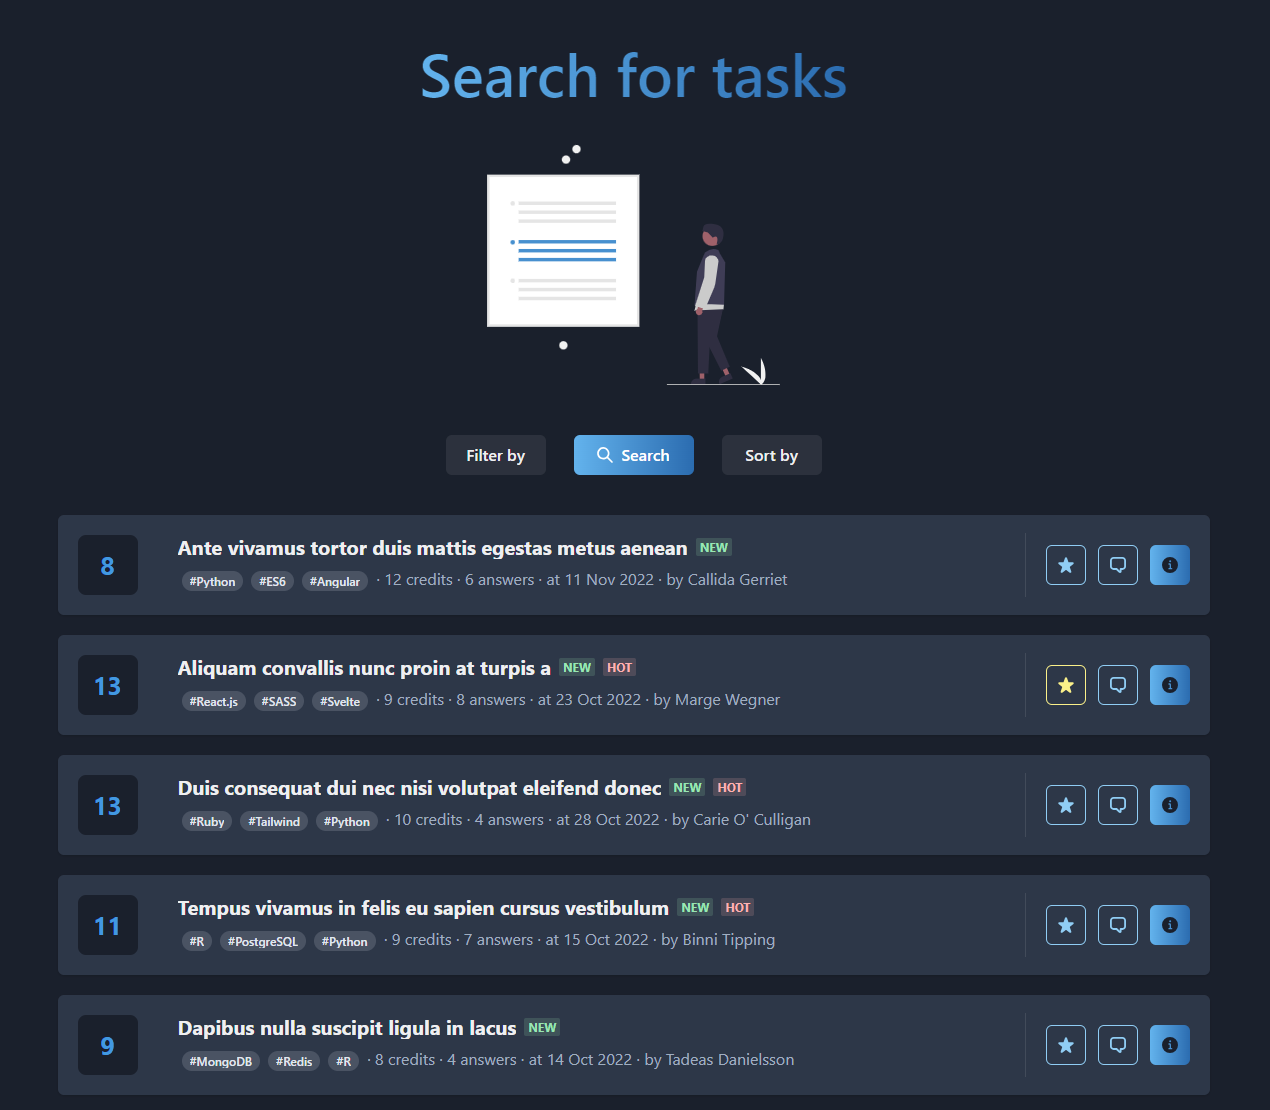 Search for tasks
Filter by
Search
Sort by
8
Ante vivamus tortor duis mattis egestas metus aenean NEW
#Python #ES6 #Angular · 12 credits · 6 answers · at 11 Nov 2022 · by Callida Gerriet
13
Aliquam convallis nunc proin at turpis a NEW HOT
#React.js #SASS #Svelte · 9 credits · 8 answers · at 23 Oct 2022 · by Marge Wegner
13
Duis consequat dui nec nisi volutpat eleifend donec NEW HOT
#Ruby #Tailwind #Python · 10 credits · 4 answers · at 28 Oct 2022 · by Carie O' Culligan
11
Tempus vivamus in felis eu sapien cursus vestibulum NEW HOT
#R #PostgreSQL #Python · 9 credits · 7 answers · at 15 Oct 2022 · by Binni Tipping
9
Dapibus nulla suscipit ligula in lacus NEW
#MongoDB #Redis #R · 8 credits · 4 answers · at 14 Oct 2022 · by Tadeas Danielsson